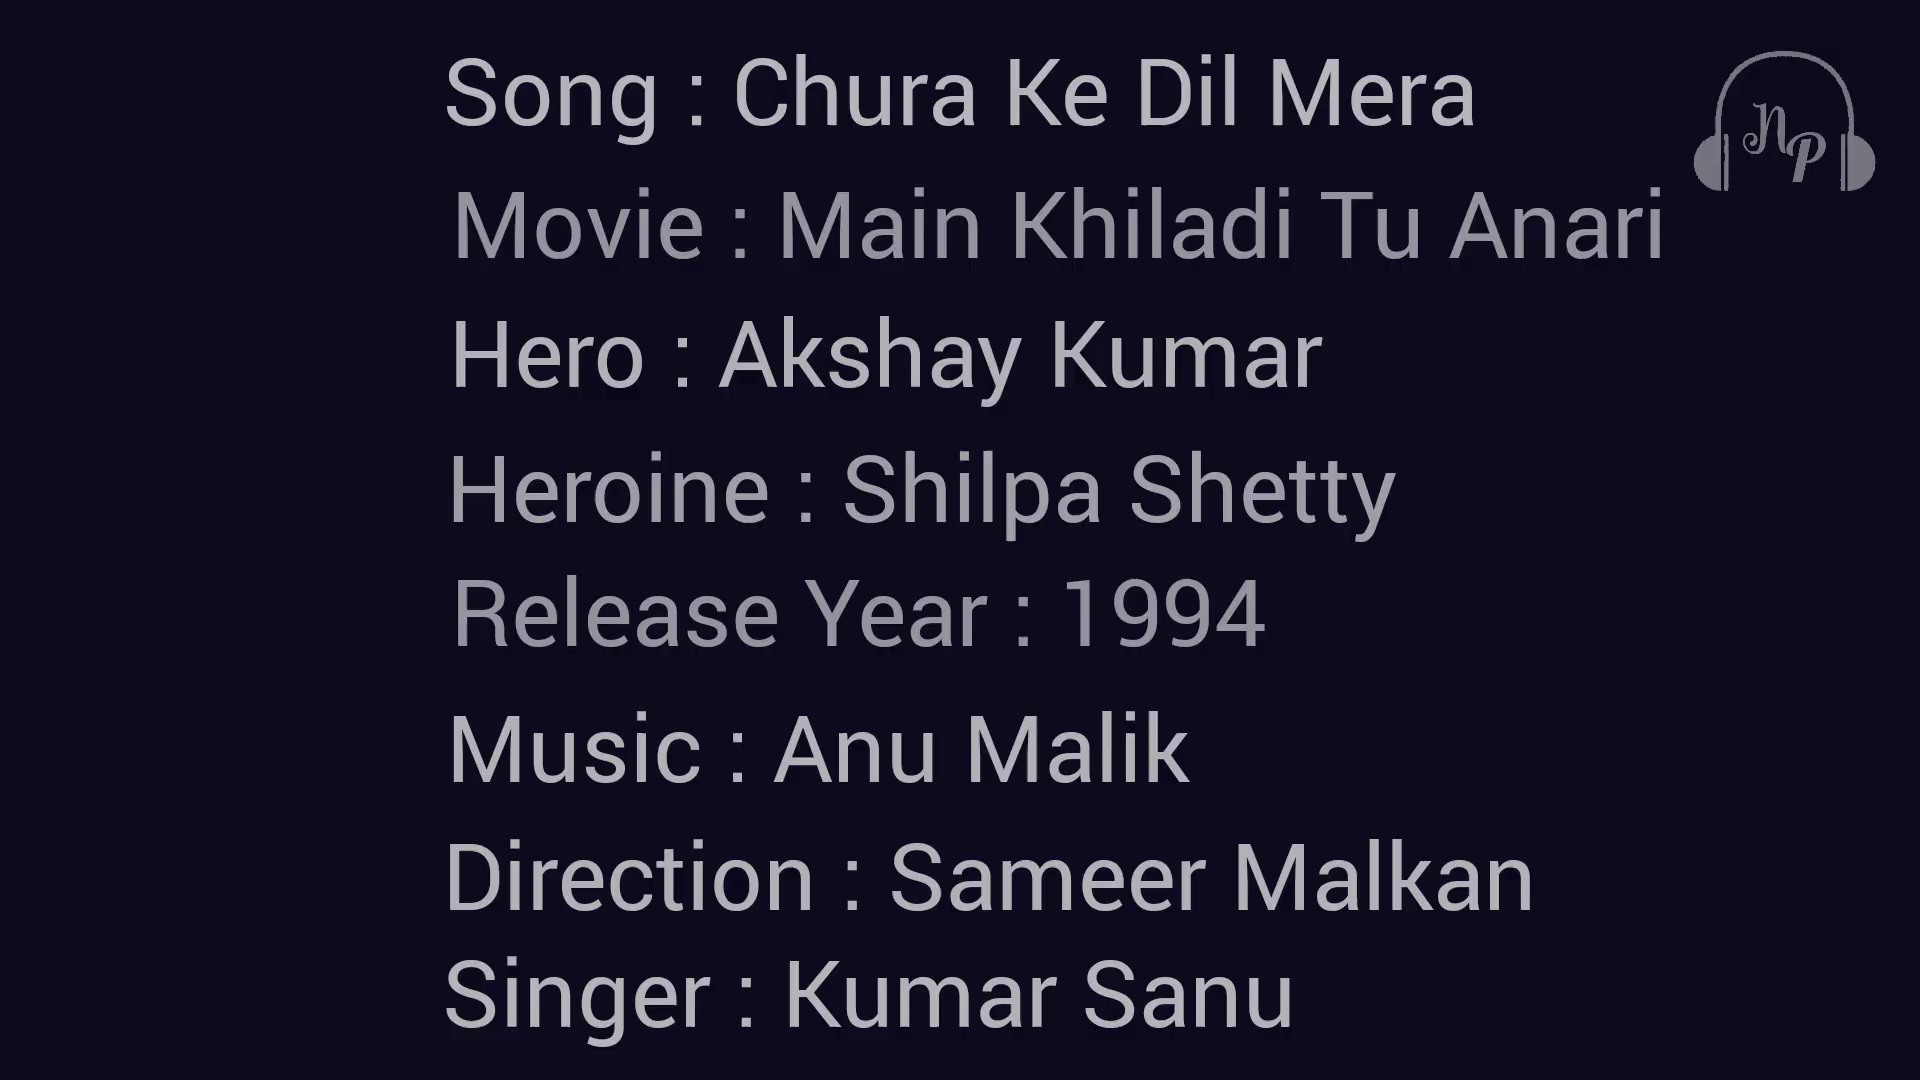 Song : Chura Ke Dil Mera
NP
Movie : Main Khiladi Tu Anari
Hero : Akshay Kumar
Heroine : Shilpa Shetty
Release Year : 1994
Music : Anu Malik
Direction : Sameer Malkan
Singer : Kumar Sanu